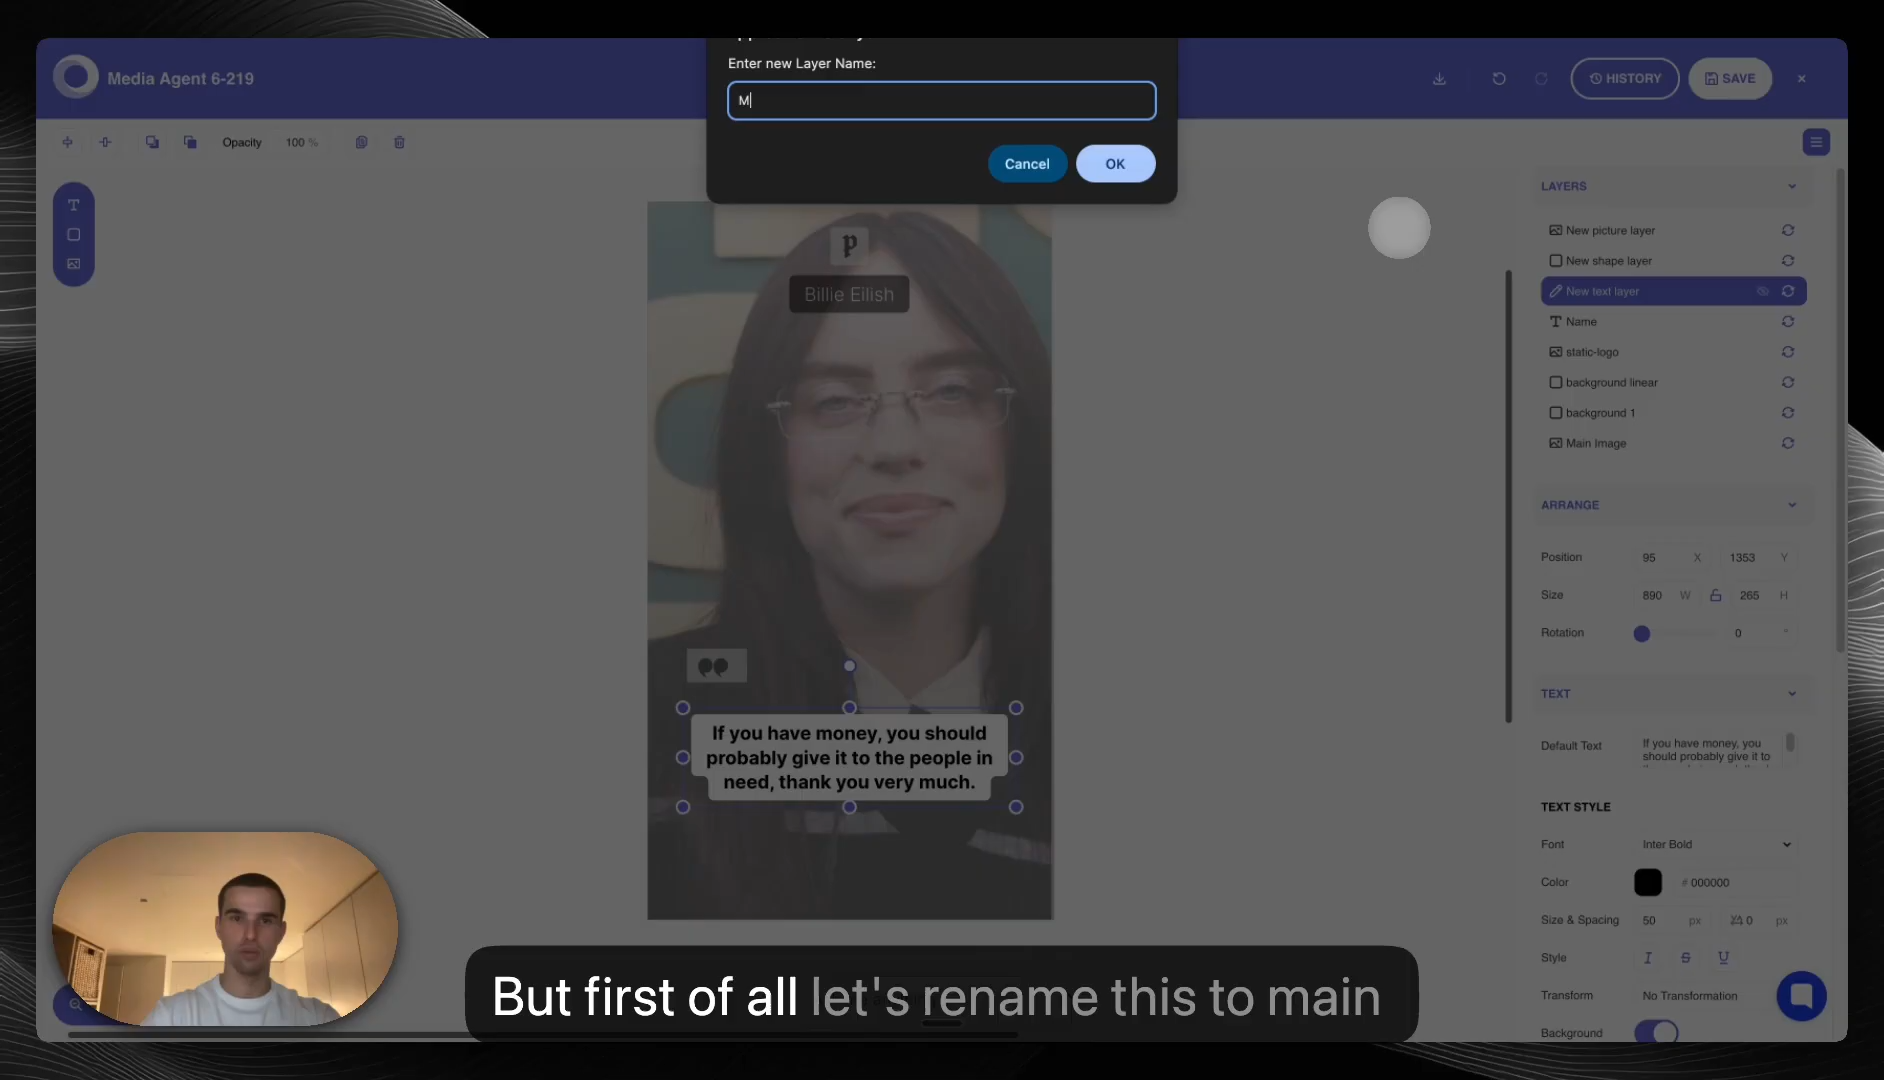 Enter new Layer Name:
M
Cancel
OK
Media Agent 6-219
HISTORY
SAVE
Opacity
100 %
T
LAYERS
New picture layer
New shape layer
New text layer
Name
static-logo
background linear
background 1
Main Image
p
Billie Eilish
ARRANGE
Position
95
X
1353
Y
Size
890
W
265
H
Rotation
0
°
TEXT
Default Text
If you have money, you
should probably give it to
If you have money, you should
probably give it to the people in
need, thank you very much.
TEXT STYLE
Font
Inter Bold
Color
# 000000
Size & Spacing
50
px
0
px
Style
I
S
U
Transform
No Transformation
Background
But first of all let's rename this to main